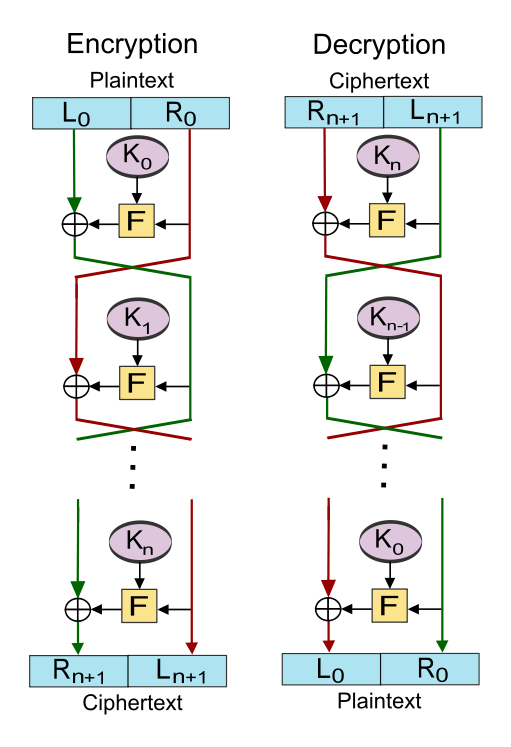 Encryption
Plaintext
L0 R0
K0
F
K1
F
Kn
F
Rn+1 Ln+1
Ciphertext
Decryption
Ciphertext
Rn+1 Ln+1
Kn
F
Kn-1
F
K0
F
L0 R0
Plaintext